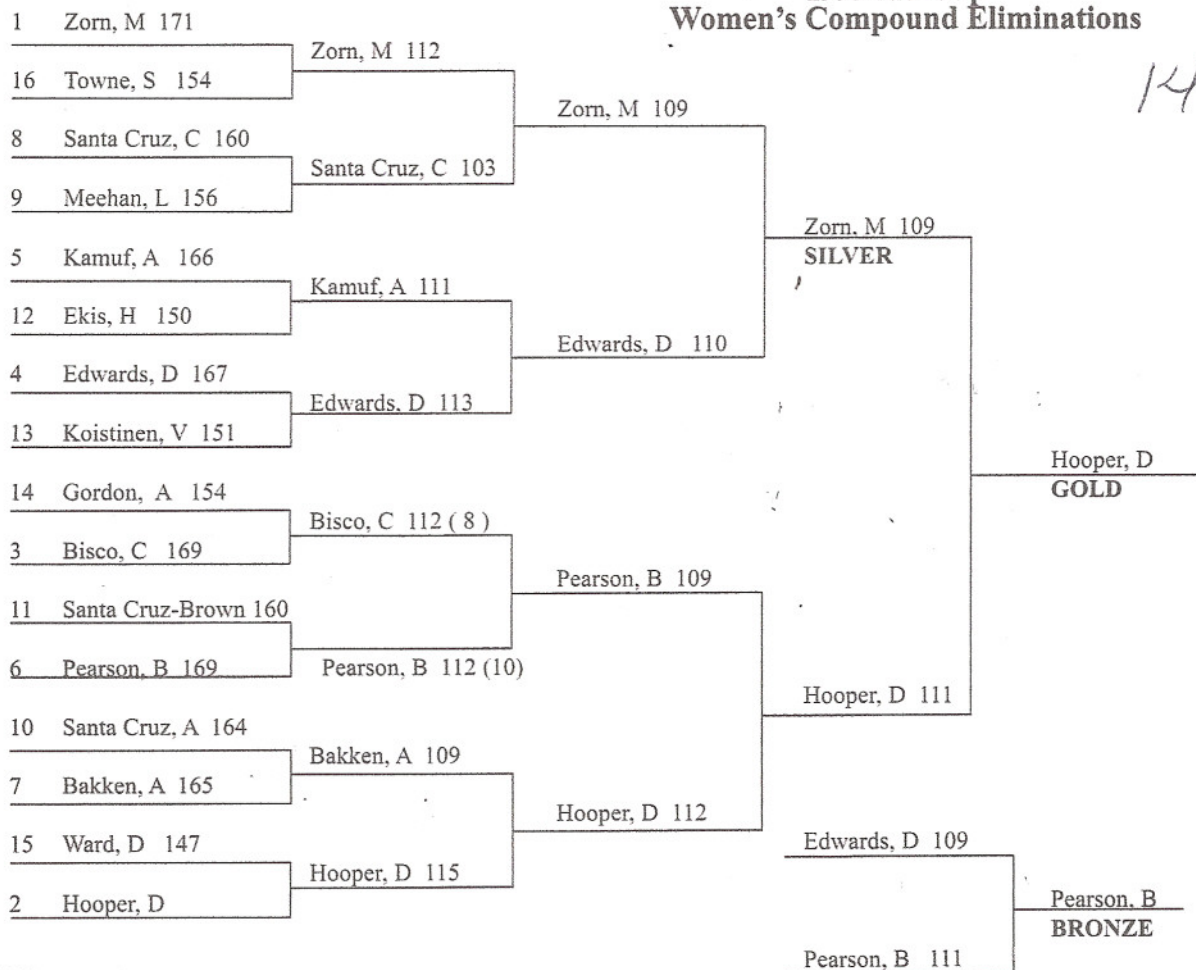 Women's Compound Eliminations
14
1 Zorn, M 171
16 Towne, S 154
8 Santa Cruz, C 160
9 Meehan, L 156
5 Kamuf, A 166
12 Ekis, H 150
4 Edwards, D 167
13 Koistinen, V 151
14 Gordon, A 154
3 Bisco, C 169
11 Santa Cruz-Brown 160
6 Pearson, B 169
10 Santa Cruz, A 164
7 Bakken, A 165
15 Ward, D 147
2 Hooper, D
Zorn, M 112
Santa Cruz, C 103
Kamuf, A 111
Edwards, D 113
Bisco, C 112 ( 8 )
Pearson, B 112 (10)
Bakken, A 109
Hooper, D 115
Zorn, M 109
Edwards, D 110
Pearson, B 109
Hooper, D 112
Zorn, M 109
SILVER
Hooper, D 111
Hooper, D
GOLD
Edwards, D 109
Pearson, B 111
Pearson, B
BRONZE